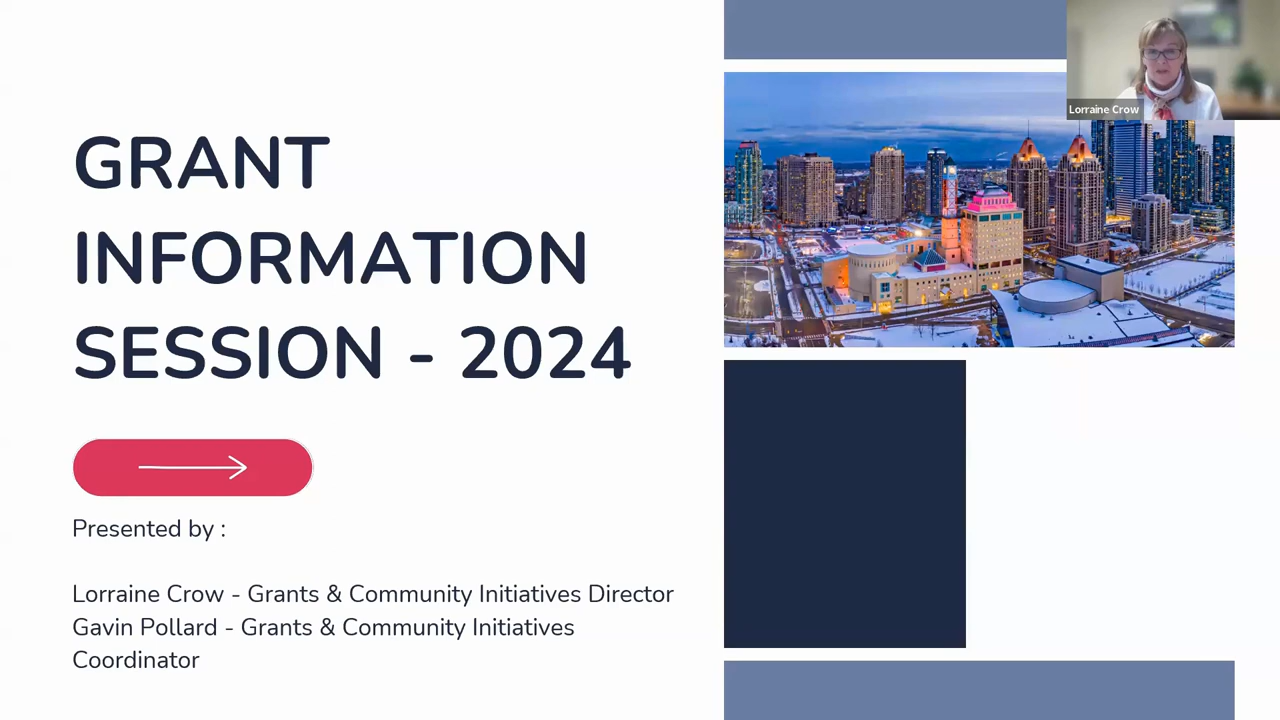 GRANT
INFORMATION
SESSION - 2024
Presented by :
Lorraine Crow - Grants & Community Initiatives Director
Gavin Pollard - Grants & Community Initiatives
Coordinator
Lorraine Crow